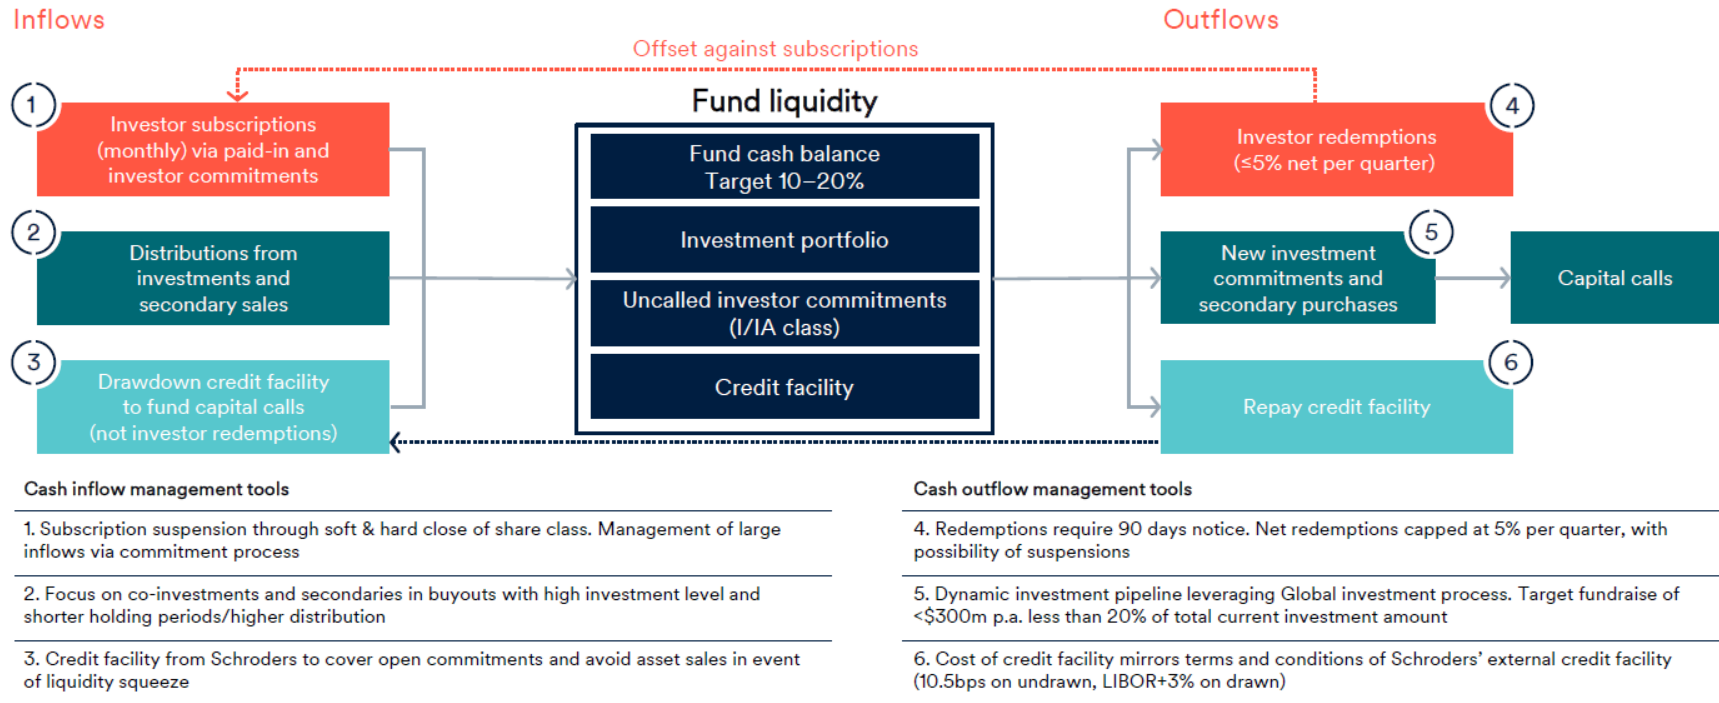 Inflows
Outflows
Offset against subscriptions
Fund liquidity
1
Investor subscriptions
(monthly) via paid-in and
investor commitments
Fund cash balance
Target 10–20%
4
Investor redemptions
(≤5% net per quarter)
2
Distributions from
investments and
secondary sales
Investment portfolio
5
New investment
commitments and
secondary purchases
Capital calls
Uncalled investor commitments
(I/IA class)
3
Drawdown credit facility
to fund capital calls
(not investor redemptions)
Credit facility
6
Repay credit facility
Cash inflow management tools
1. Subscription suspension through soft & hard close of share class. Management of large
inflows via commitment process
2. Focus on co-investments and secondaries in buyouts with high investment level and
shorter holding periods/higher distribution
3. Credit facility from Schroders to cover open commitments and avoid asset sales in event
of liquidity squeeze
Cash outflow management tools
4. Redemptions require 90 days notice. Net redemptions capped at 5% per quarter, with
possibility of suspensions
5. Dynamic investment pipeline leveraging Global investment process. Target fundraise of
<$300m p.a. less than 20% of total current investment amount
6. Cost of credit facility mirrors terms and conditions of Schroders’ external credit facility
(10.5bps on undrawn, LIBOR+3% on drawn)